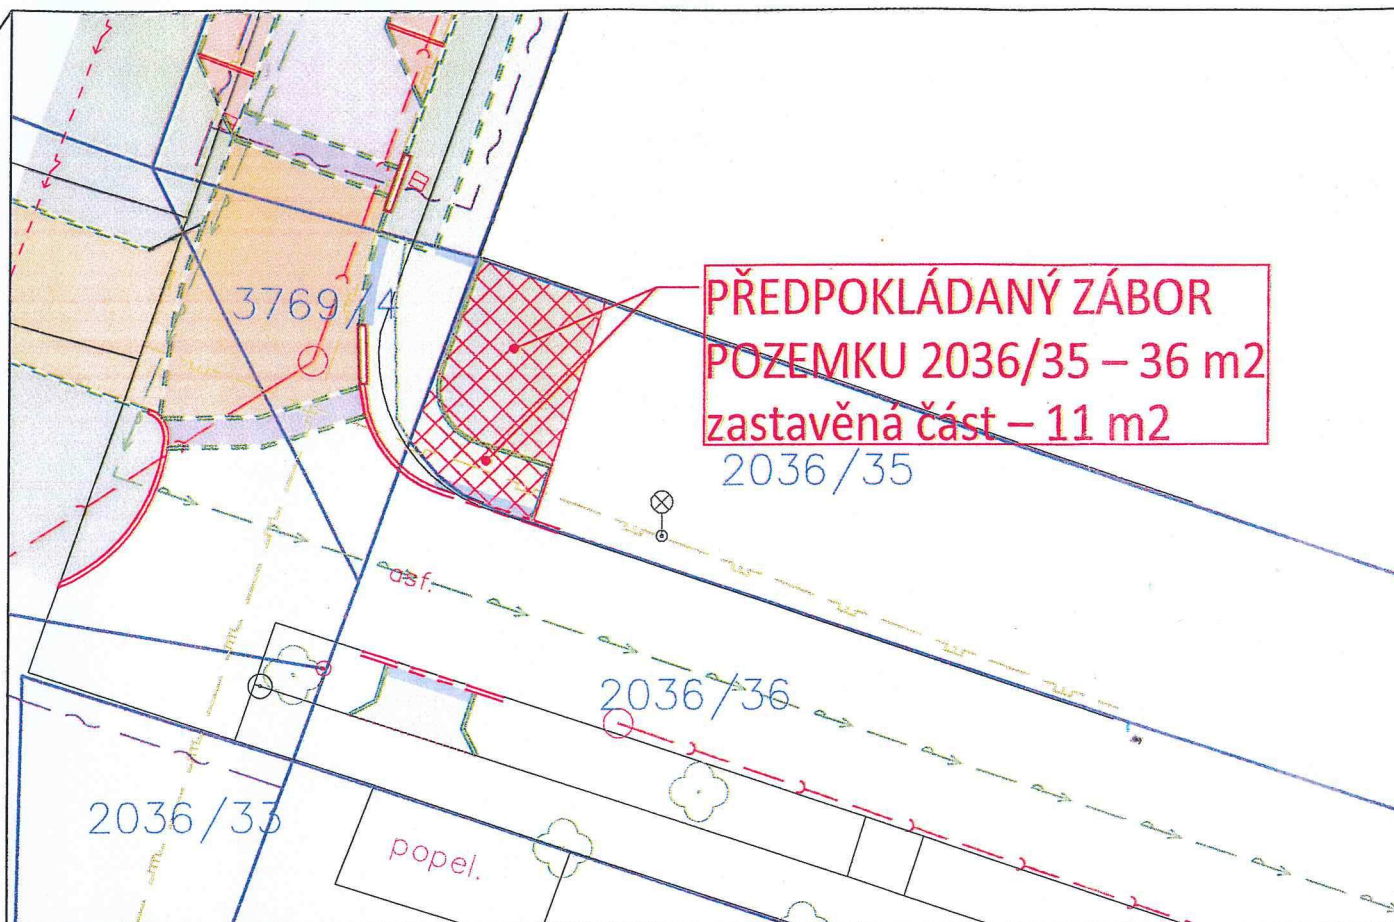 3769/4
PŘEDPOKLÁDANÝ ZÁBOR
POZEMKU 2036/35 – 36 m2
zastavěná část – 11 m2
2036/35
asf.
2036/36
2036/33
popel.